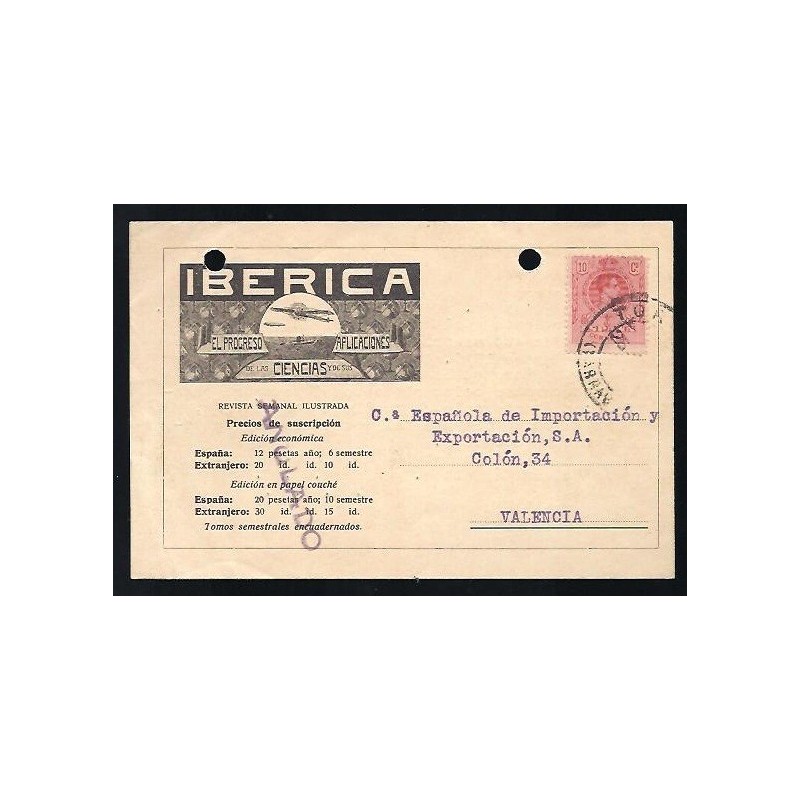 IBERICA
EL PROGRESO APLICACIONES
DE LAS CIENCIAS Y DE SUS
REVISTA SEMANAL ILUSTRADA
Precios de suscripción
Edición económica
España: 12 pesetas año; 6 semestre
Extranjero: 20 id. id. 10 id.
Edición en papel couché
España: 20 pesetas año; 10 semestre
Extranjero: 30 id. id. 15 id.
Tomos semestrales encuadernados.
10 Cs
C.ª Española de Importación y
Exportación, S.A.
Colón, 34
VALENCIA